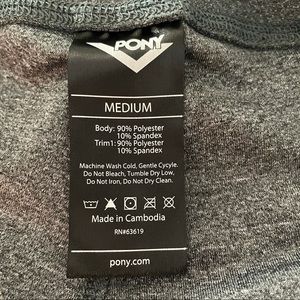 PONY
MEDIUM
Body: 90% Polyester
10% Spandex
Trim1: 90% Polyester
10% Spandex
Machine Wash Cold, Gentle Cycyle.
Do Not Bleach, Tumble Dry Low.
Do Not Iron, Do Not Dry Clean.
Made in Cambodia
RN#63619
pony.com